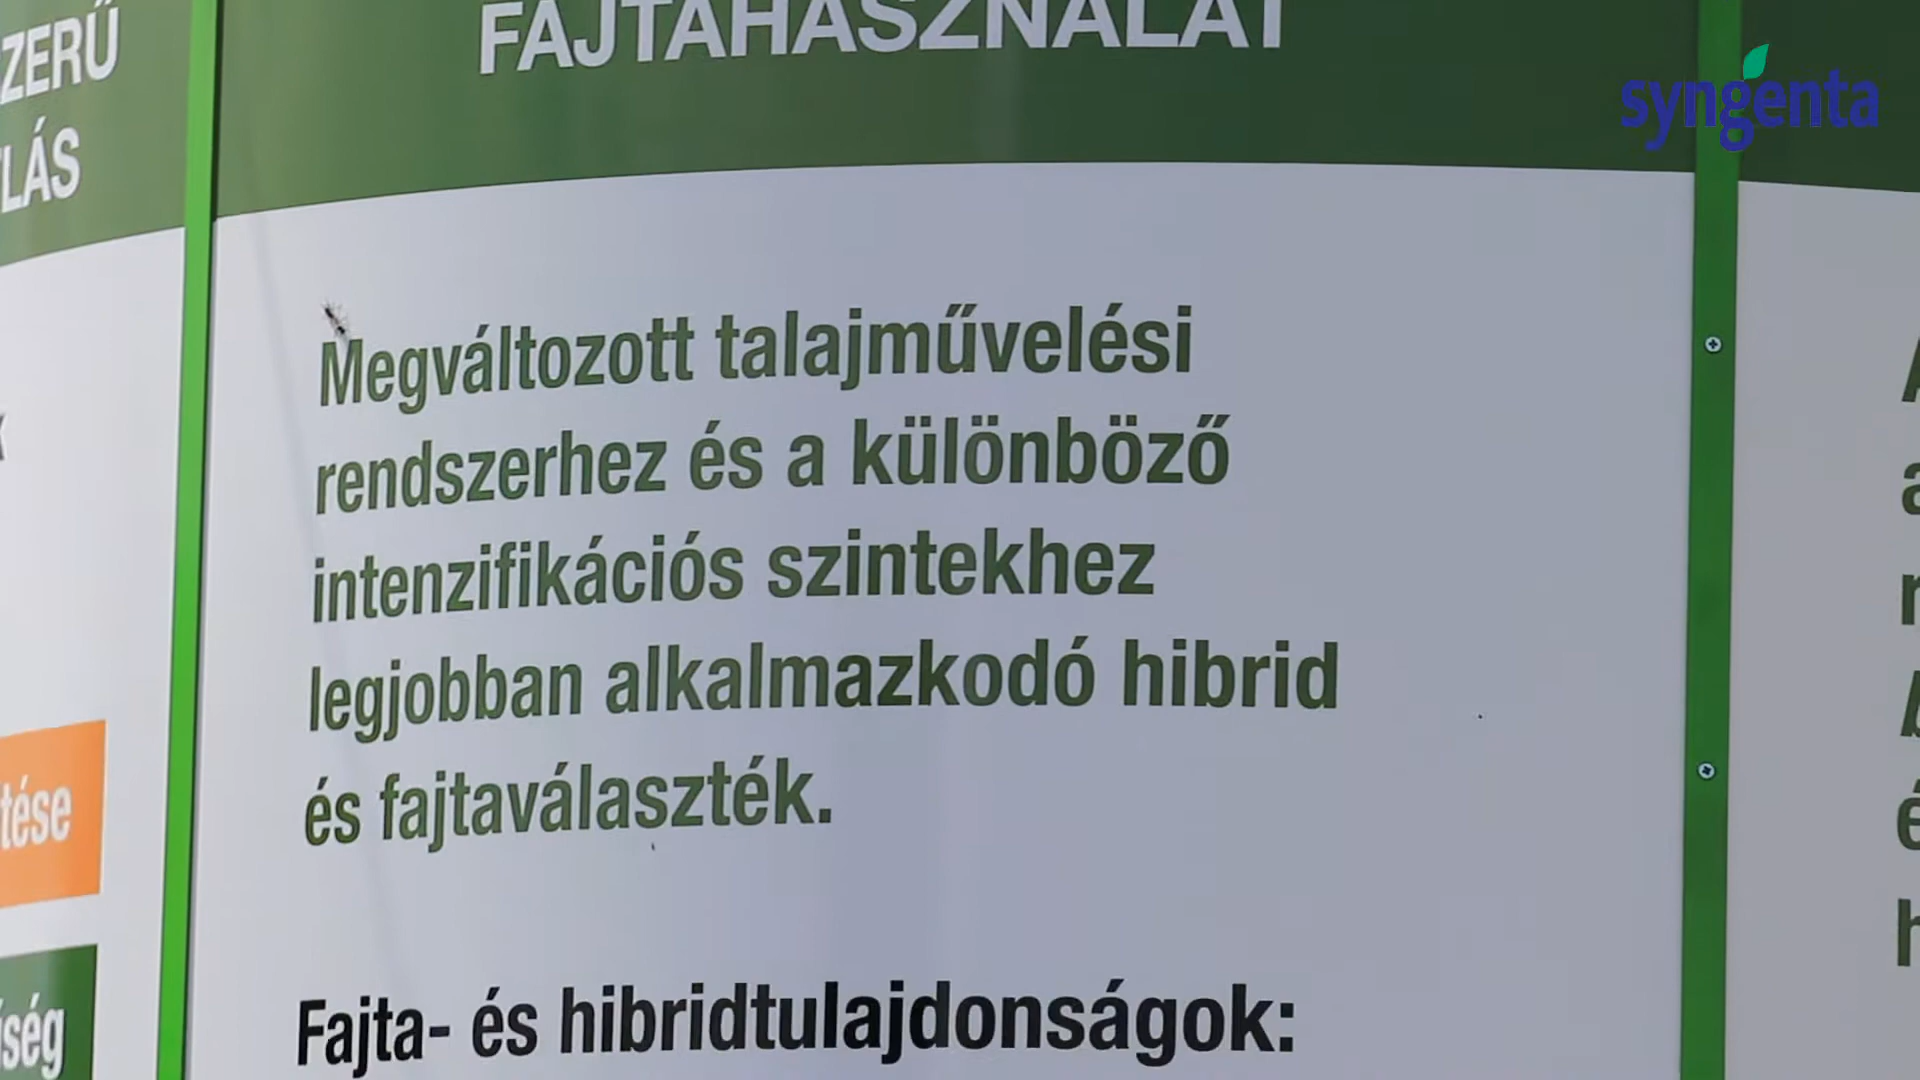 ZERŰ
LÁS
tése
FAJTAHASZNÁLAT
syngenta
Megváltozott talajművelési
rendszerhez és a különböző
intenzifikációs szintekhez
legjobban alkalmazkodó hibrid
és fajtaválaszték.
Fajta- és hibridtulajdonságok: